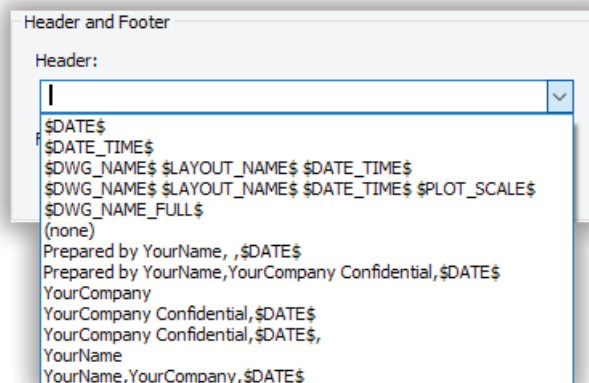 Header and Footer
Header:
$DATE$
$DATE_TIME$
$DWG_NAME$ $LAYOUT_NAME$ $DATE_TIME$
$DWG_NAME$ $LAYOUT_NAME$ $DATE_TIME$ $PLOT_SCALE$
$DWG_NAME_FULL$
(none)
Prepared by YourName, ,$DATE$
Prepared by YourName,YourCompany Confidential,$DATE$
YourCompany
YourCompany Confidential,$DATE$
YourCompany Confidential,$DATE$,
YourName
YourName,YourCompany,$DATE$